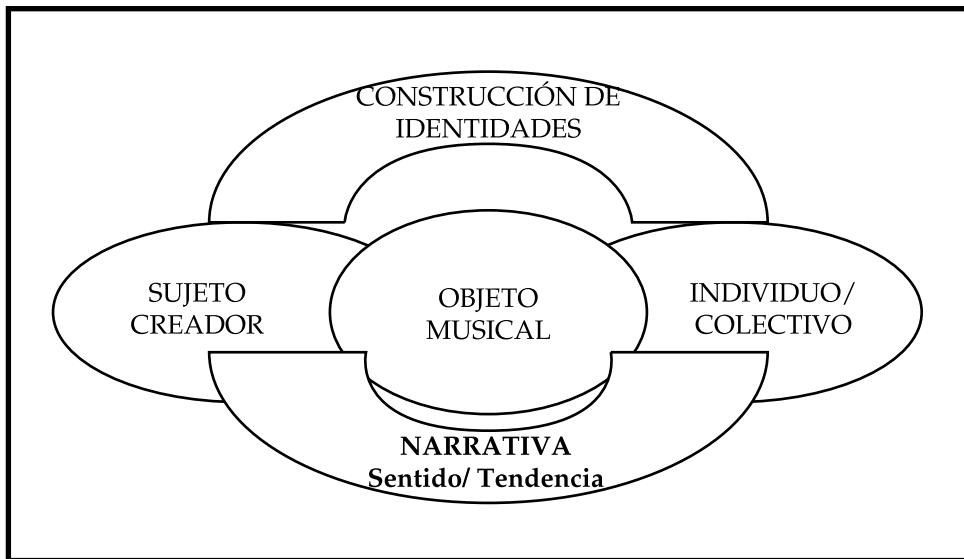 CONSTRUCCIÓN DE
IDENTIDADES
SUJETO
CREADOR
OBJETO
MUSICAL
INDIVIDUO/
COLECTIVO
NARRATIVA
Sentido/ Tendencia